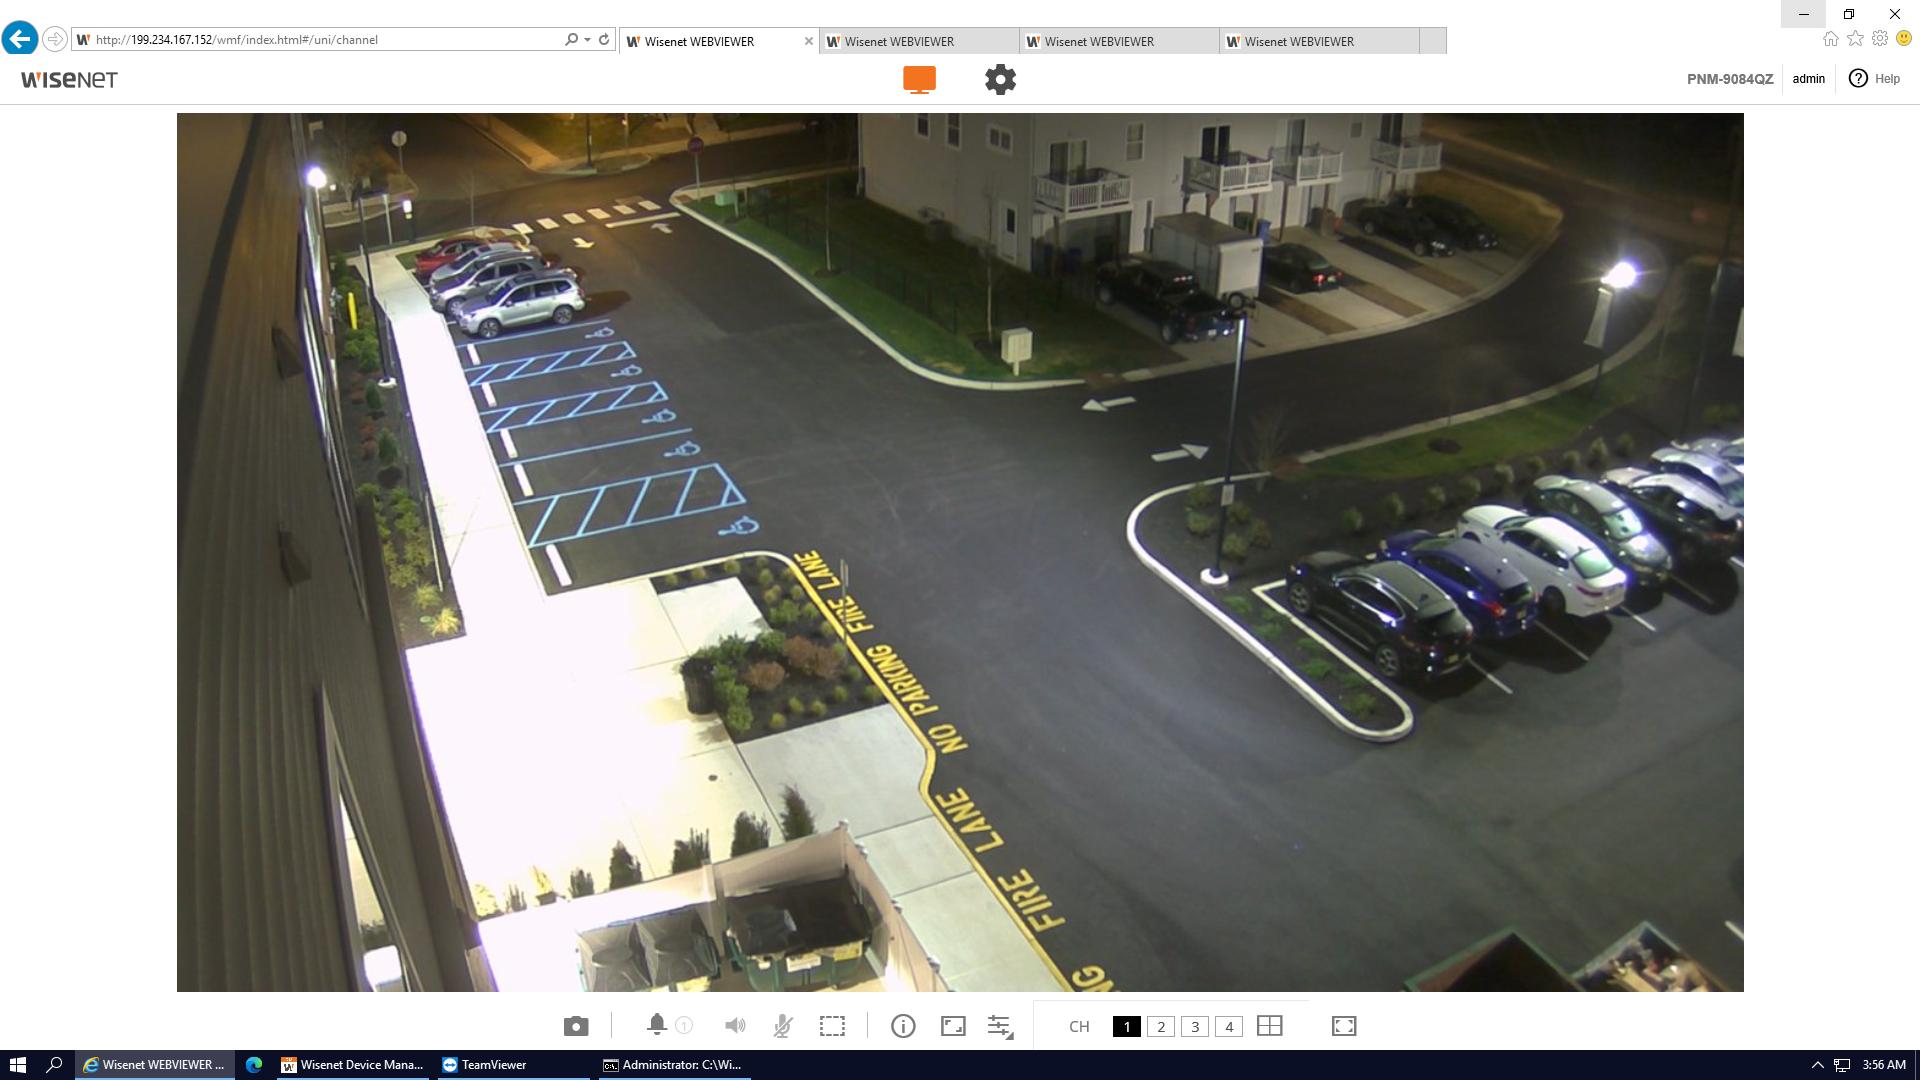 http://199.234.167.152/wmf/index.html#/uni/channel
Wisenet WEBVIEWER
Wisenet WEBVIEWER
Wisenet WEBVIEWER
Wisenet WEBVIEWER
WISENET
PNM-9084QZ
admin
? Help
FIRE LANE
NO PARKING
FIRE LANE
NG
1
CH
1
2
3
4
Wisenet WEBVIEWER ...
Wisenet Device Mana...
TeamViewer
Administrator: C:\Wi...
3:56 AM